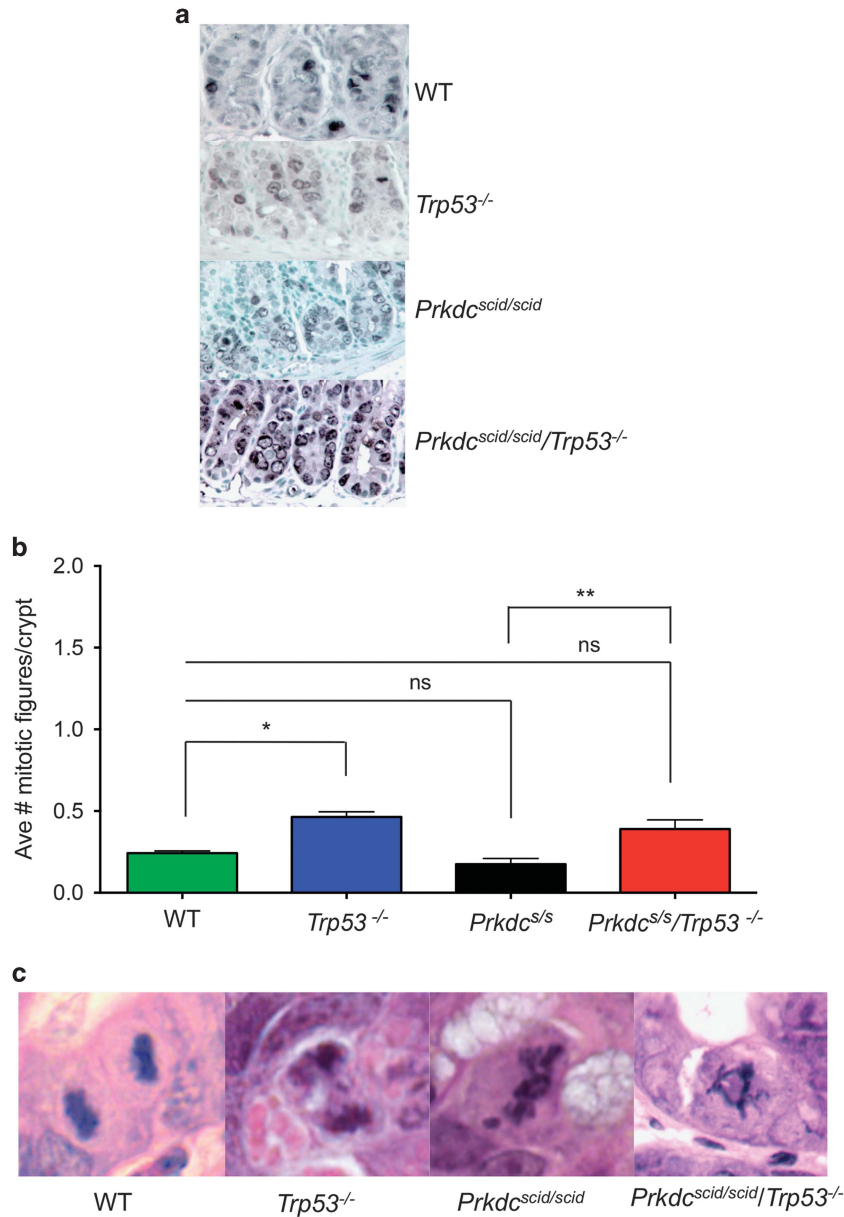 a
WT
Trp53-/-
Prkdcscid/scid
Prkdcscid/scid/Trp53-/-
b
Ave # mitotic figures/crypt
2.0
1.5
1.0
0.5
0.0
**
ns
ns
*
WT
Trp53 -/-
Prkdcs/s
Prkdcs/s/Trp53 -/-
c
WT
Trp53-/-
Prkdcscid/scid
Prkdcscid/scid/Trp53-/-